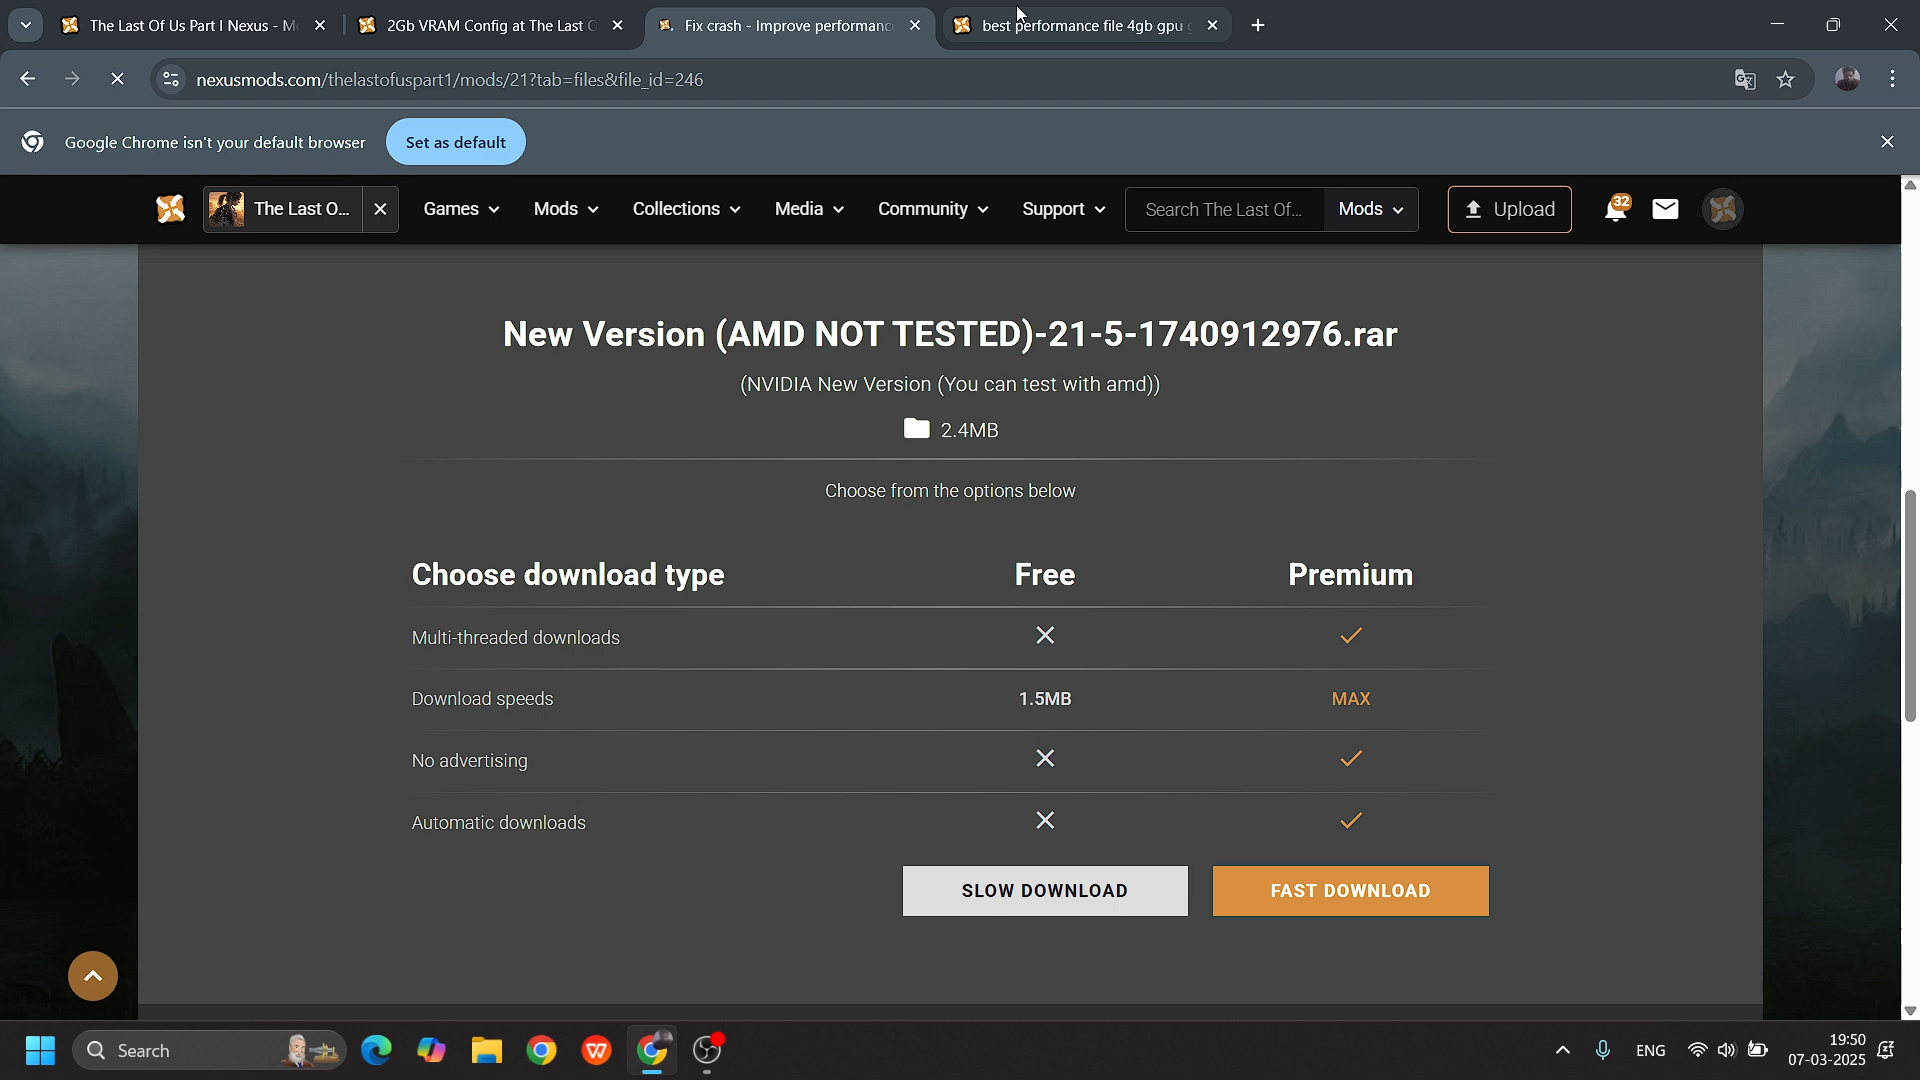 The Last Of Us Part I Nexus - M
2Gb VRAM Config at The Last C
Fix crash - Improve performanc
best performance file 4gb gpu
nexusmods.com/thelastofuspart1/mods/21?tab=files&file_id=246
Google Chrome isn't your default browser
Set as default
The Last O...
Games
Mods
Collections
Media
Community
Support
Search The Last Of...
Mods
Upload
32
New Version (AMD NOT TESTED)-21-5-1740912976.rar
(NVIDIA New Version (You can test with amd))
2.4MB
Choose from the options below
Choose download type Free Premium
Multi-threaded downloads
Download speeds 1.5MB MAX
No advertising
Automatic downloads
SLOW DOWNLOAD FAST DOWNLOAD
Search
ENG
19:50
07-03-2025